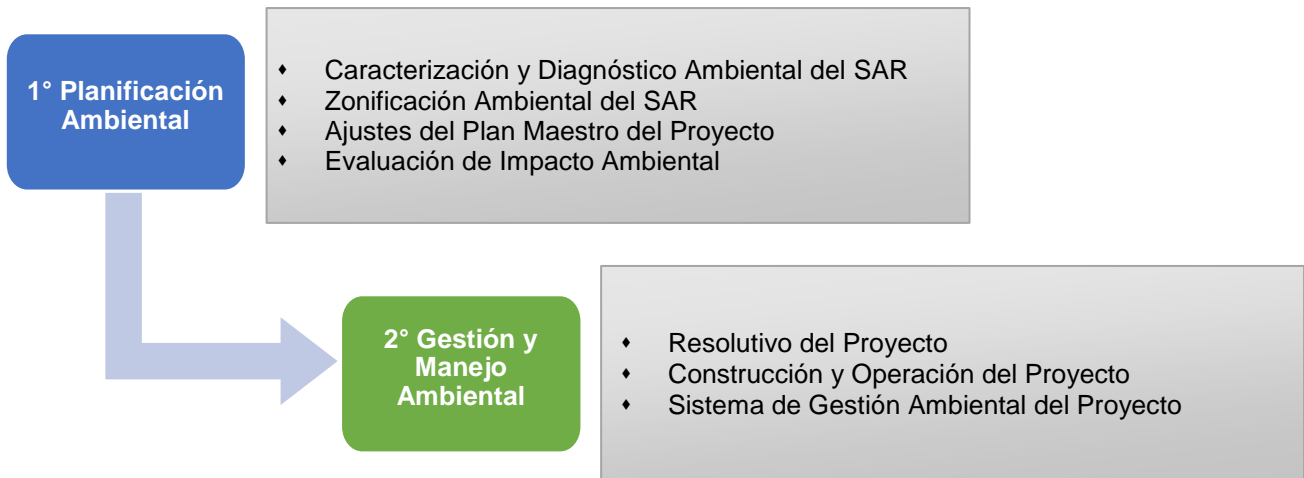 1° Planificación
Ambiental
⬧ Caracterización y Diagnóstico Ambiental del SAR
⬧ Zonificación Ambiental del SAR
⬧ Ajustes del Plan Maestro del Proyecto
⬧ Evaluación de Impacto Ambiental
2° Gestión y
Manejo
Ambiental
⬧ Resolutivo del Proyecto
⬧ Construcción y Operación del Proyecto
⬧ Sistema de Gestión Ambiental del Proyecto